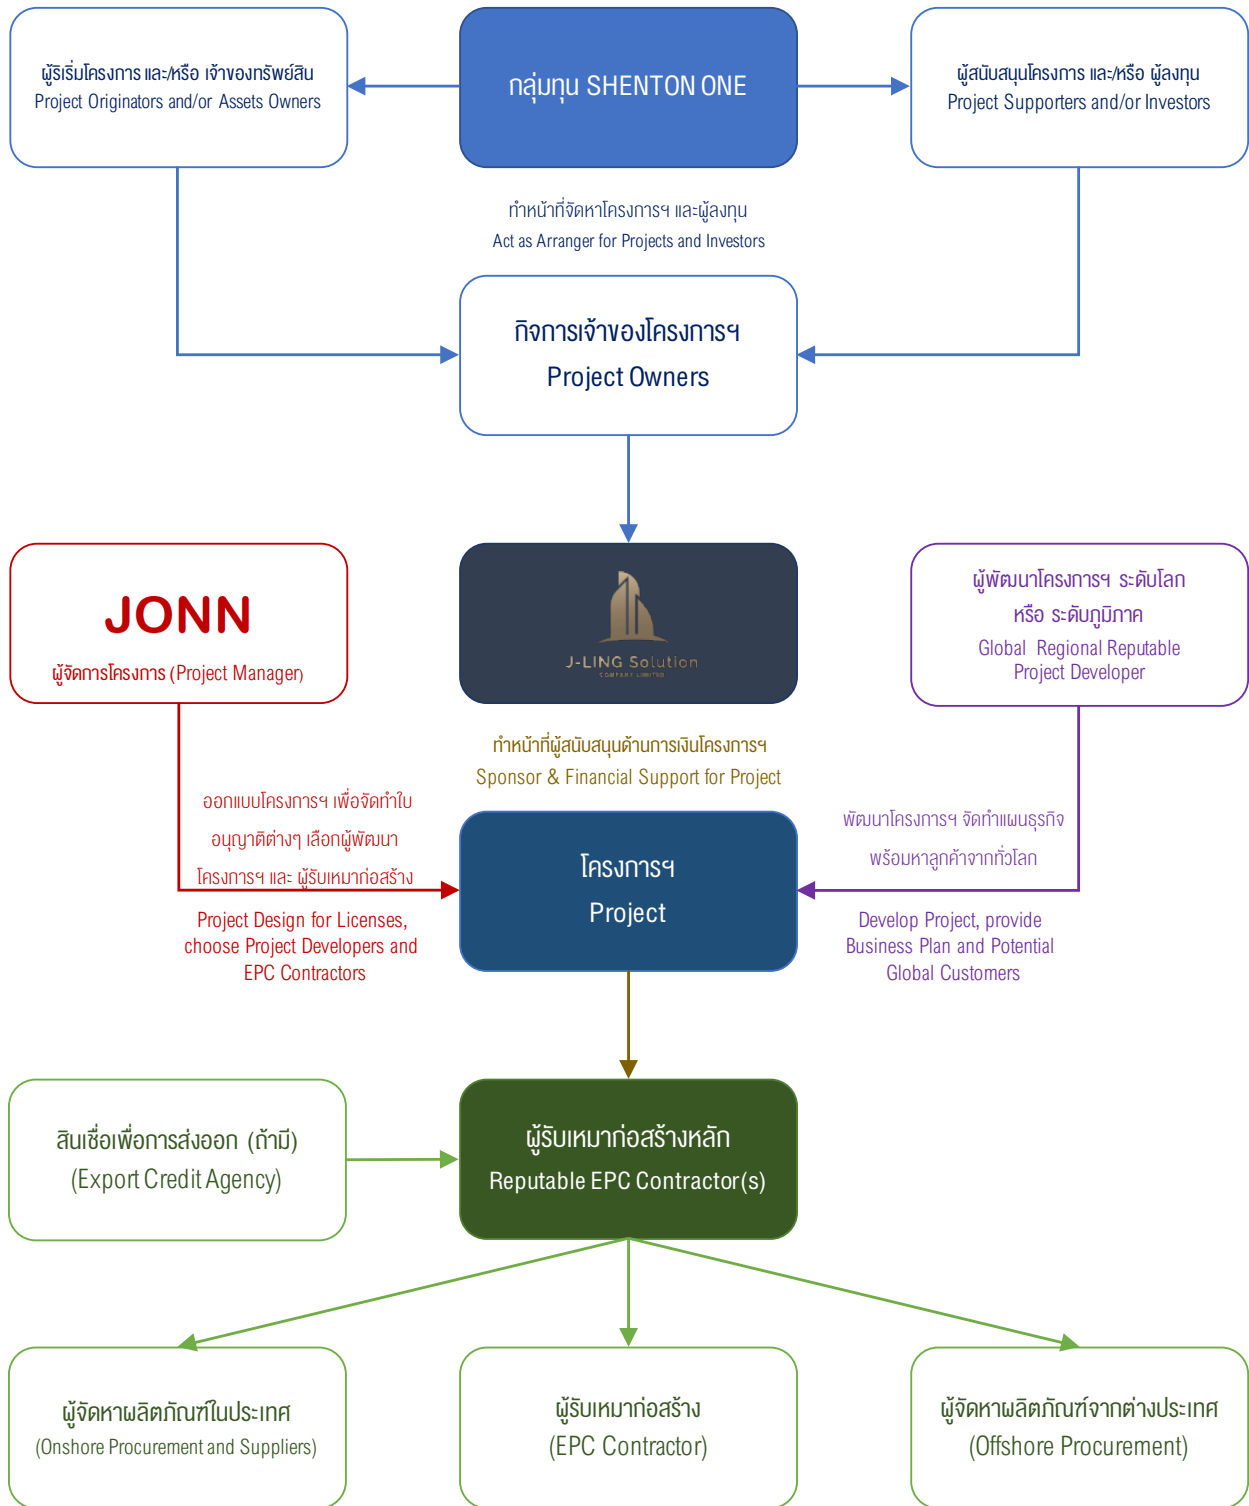 ผู้ริเริ่มโครงการ และ/หรือ เจ้าของทรัพย์สิน
Project Originators and/or Assets Owners
กลุ่มทุน SHENTON ONE
ผู้สนับสนุนโครงการ และ/หรือ ผู้ลงทุน
Project Supporters and/or Investors
ทำหน้าที่จัดหาโครงการฯ และผู้ลงทุน
Act as Arranger for Projects and Investors
กิจการเจ้าของโครงการฯ
Project Owners
JONN
ผู้จัดการโครงการ (Project Manager)
J-LING Solution
COMPANY LIMITED
ผู้พัฒนาโครงการฯ ระดับโลก
หรือ ระดับภูมิภาค
Global Regional Reputable
Project Developer
ทำหน้าที่ผู้สนับสนุนด้านการเงินโครงการฯ
Sponsor & Financial Support for Project
ออกแบบโครงการฯ เพื่อจัดทำใบ
อนุญาติต่างๆ เลือกผู้พัฒนา
โครงการฯ และ ผู้รับเหมาก่อสร้าง
Project Design for Licenses,
choose Project Developers and
EPC Contractors
โครงการฯ
Project
พัฒนาโครงการฯ จัดทำแผนธุรกิจ
พร้อมหาลูกค้าจากทั่วโลก
Develop Project, provide
Business Plan and Potential
Global Customers
สินเชื่อเพื่อการส่งออก (ถ้ามี)
(Export Credit Agency)
ผู้รับเหมาก่อสร้างหลัก
Reputable EPC Contractor(s)
ผู้จัดหาผลิตภัณฑ์ในประเทศ
(Onshore Procurement and Suppliers)
ผู้รับเหมาก่อสร้าง
(EPC Contractor)
ผู้จัดหาผลิตภัณฑ์จากต่างประเทศ
(Offshore Procurement)